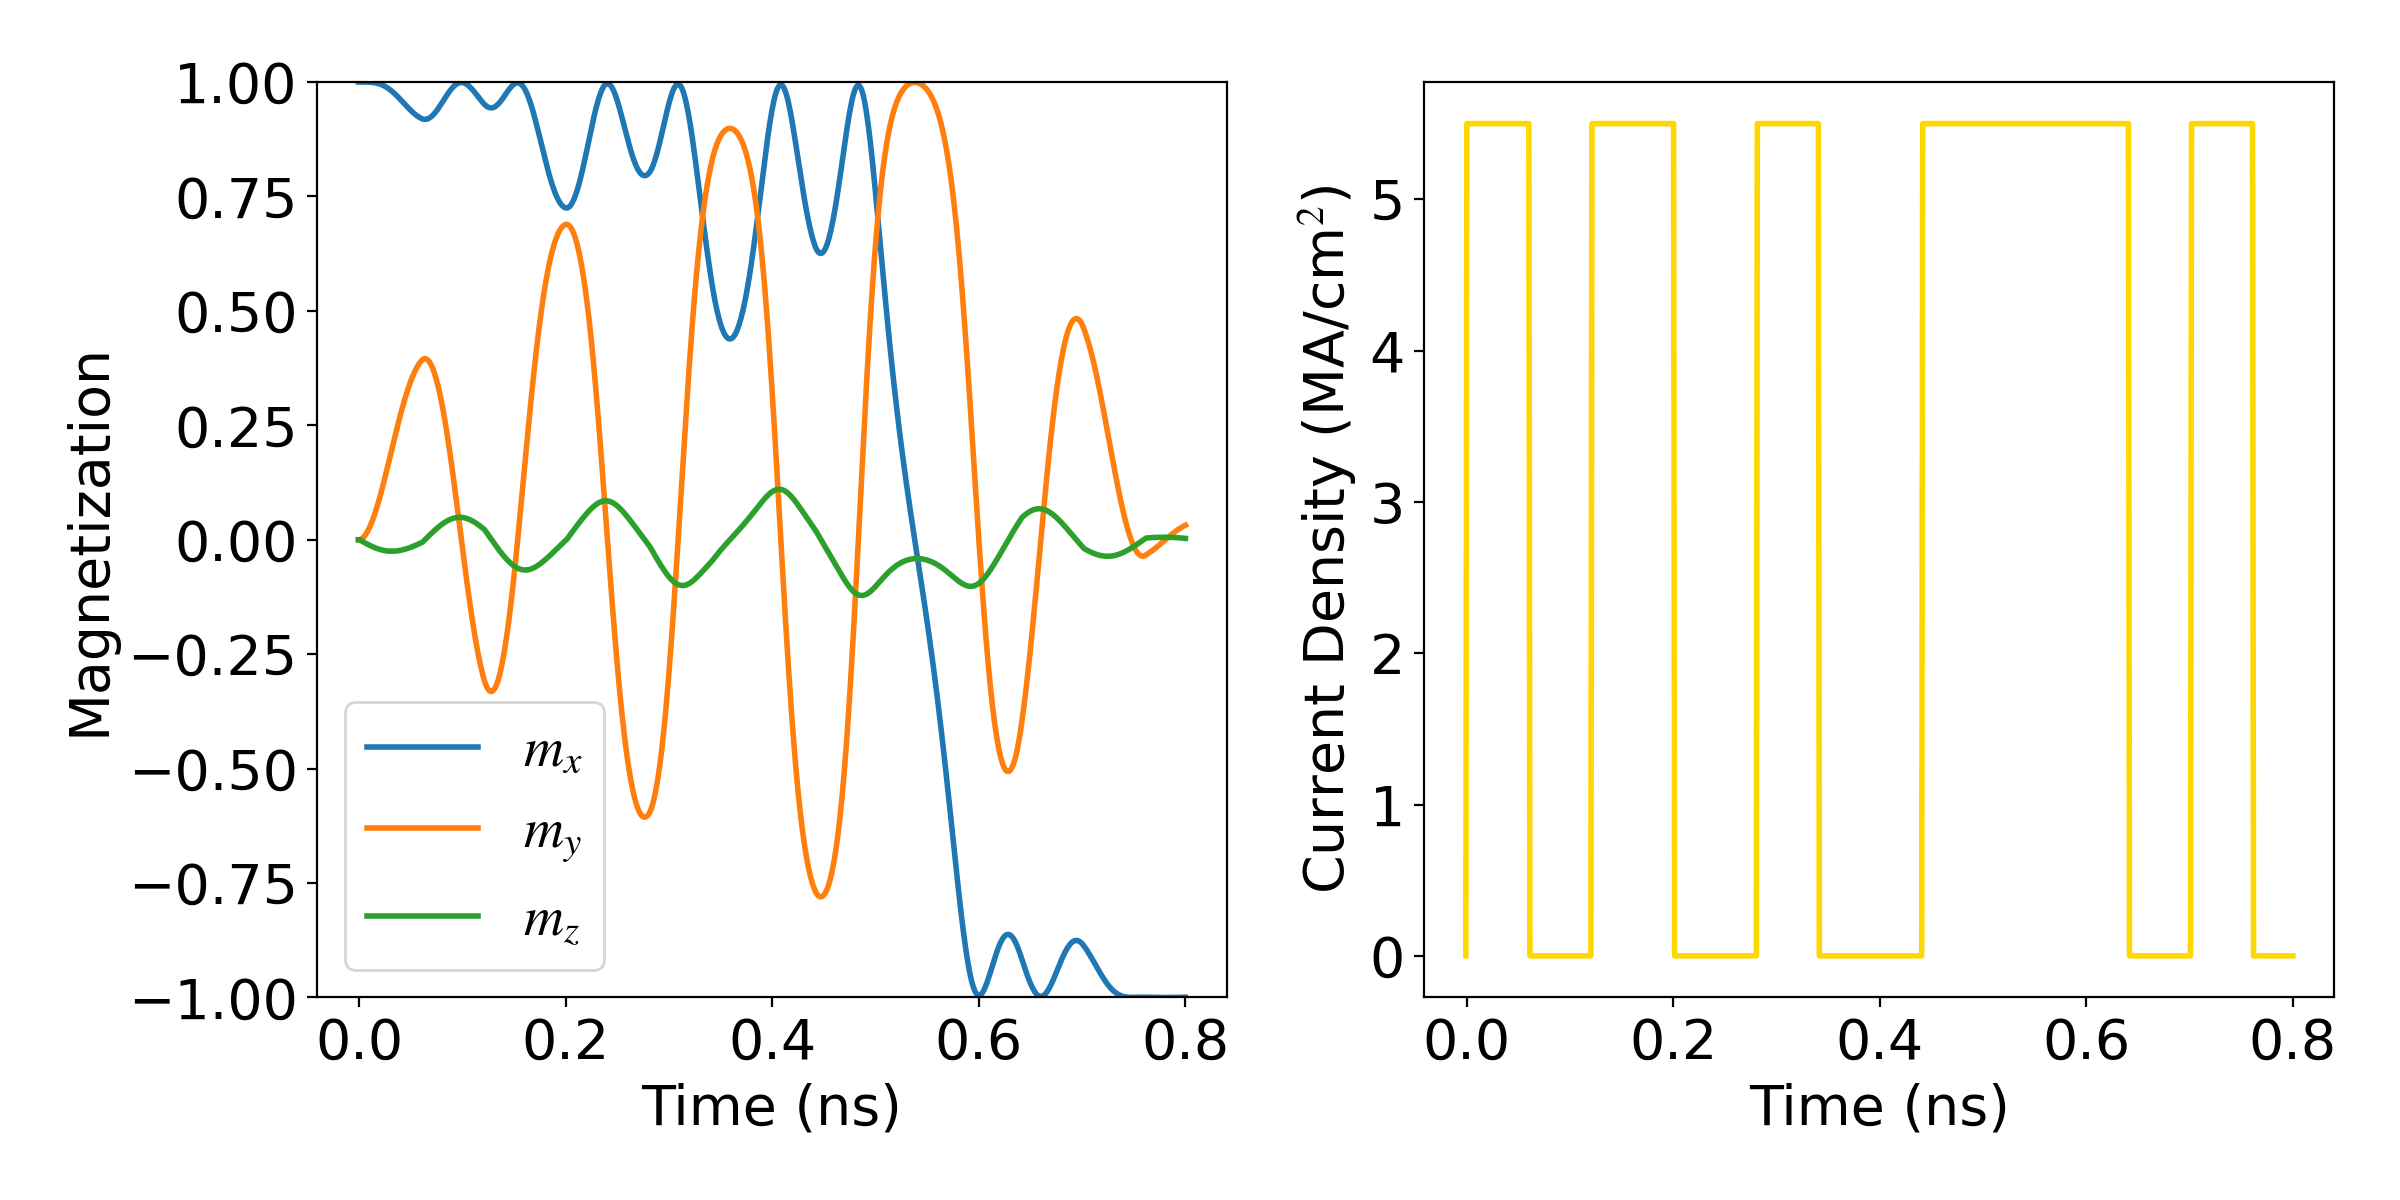 Magnetization
1.00
0.75
0.50
0.25
0.00
−0.25
−0.50
−0.75
−1.00
m_x
m_y
m_z
0.0 0.2 0.4 0.6 0.8
Time (ns)
Current Density (MA/cm²)
5
4
3
2
1
0
0.0 0.2 0.4 0.6 0.8
Time (ns)